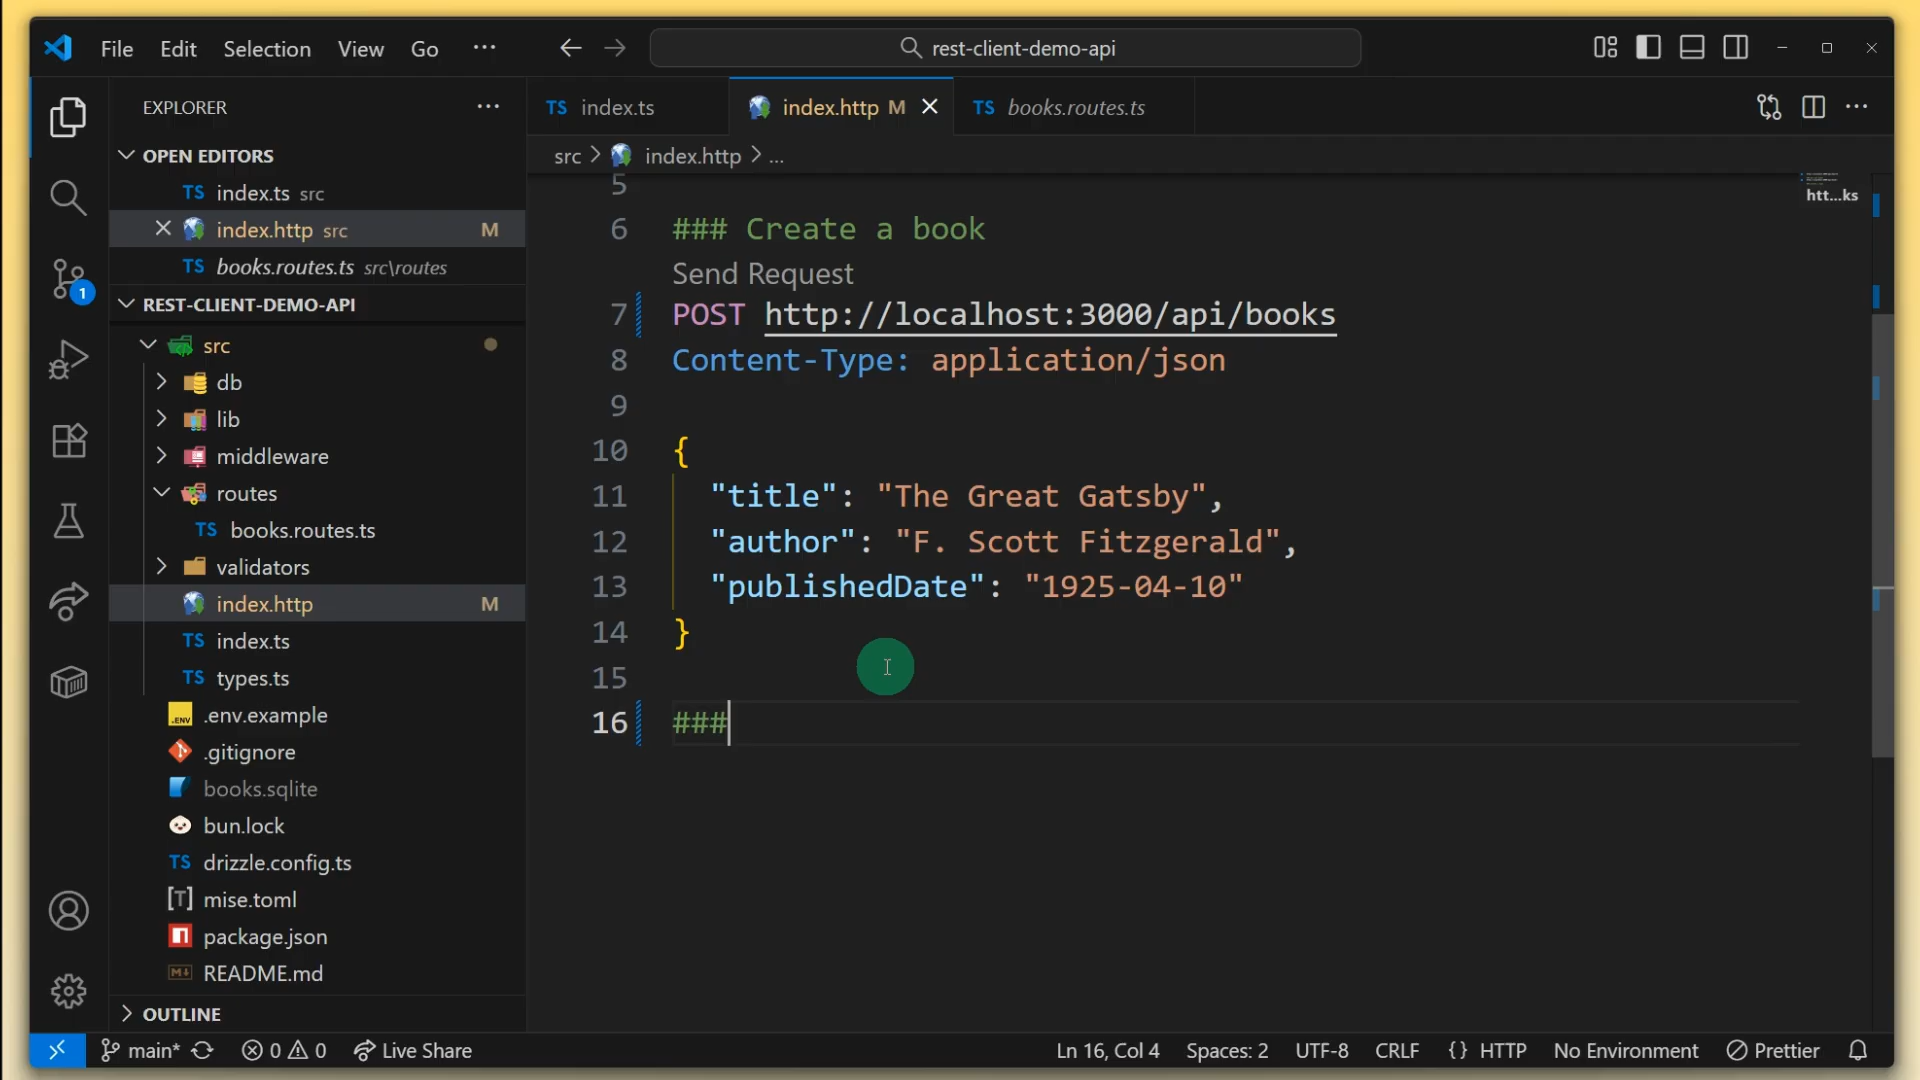 File Edit Selection View Go ···
rest-client-demo-api
EXPLORER ···
OPEN EDITORS
TS index.ts src
index.http src M
TS books.routes.ts src\routes
REST-CLIENT-DEMO-API
src
db
lib
middleware
routes
TS books.routes.ts
validators
index.http M
TS index.ts
TS types.ts
.ENV .env.example
.gitignore
books.sqlite
bun.lock
TS drizzle.config.ts
[T] mise.toml
package.json
M↓ README.md
OUTLINE
1
TS index.ts
index.http M
TS books.routes.ts
src > index.http > ...
5
6 ### Create a book
Send Request
7 POST http://localhost:3000/api/books
8 Content-Type: application/json
9
10 {
11 "title": "The Great Gatsby",
12 "author": "F. Scott Fitzgerald",
13 "publishedDate": "1925-04-10"
14 }
15
16 ###
htt...ks
main* 0 0 Live Share
Ln 16, Col 4 Spaces: 2 UTF-8 CRLF {} HTTP No Environment Prettier